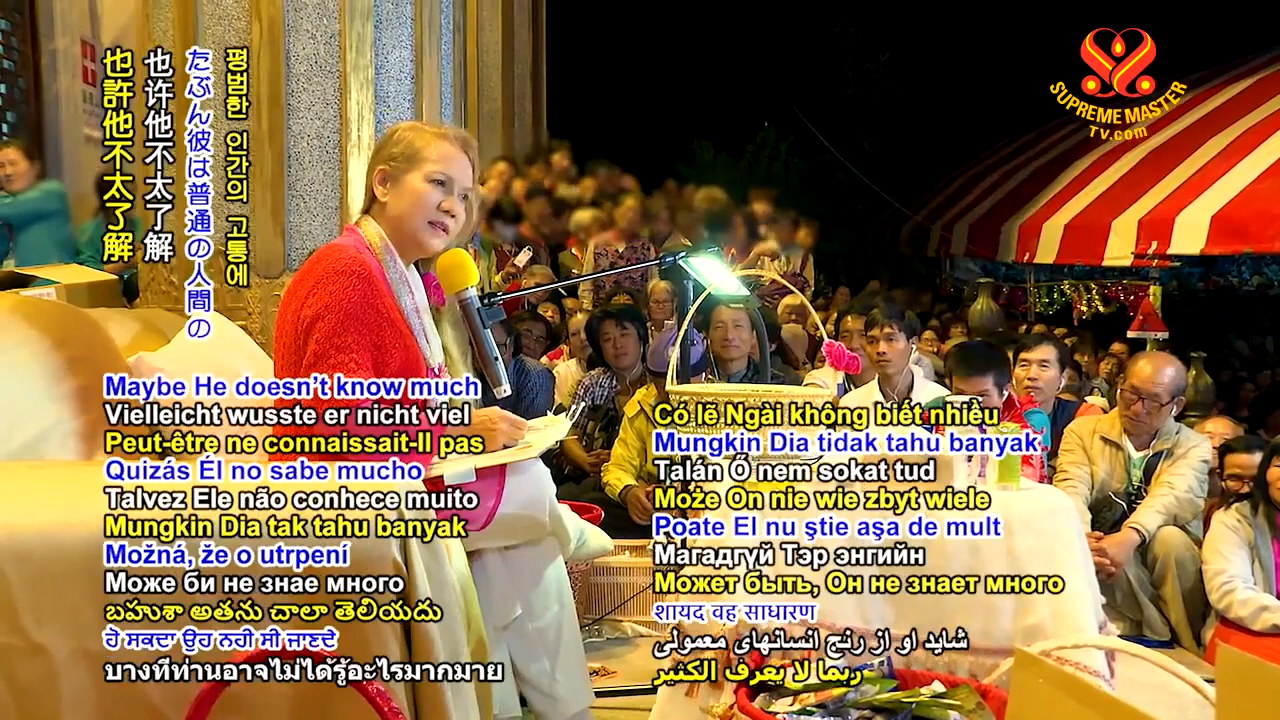 평범한 인간의 고통에
たぶん彼は普通の人間の
也许他不太了解
也許他不太了解
SUPREME MASTER
TV.com
Maybe He doesn't know much
Vielleicht wusste er nicht viel
Peut-être ne connaissait-Il pas
Quizás Él no sabe mucho
Talvez Ele não conhece muito
Mungkin Dia tak tahu banyak
Možná, že o utrpení
Може би не знае много
బహుశా అతను చాలా తెలియదు
ਹੋ ਸਕਦਾ ਉਹ ਨਹੀ ਸੀ ਜਾਣਦੇ
บางทีท่านอาจไม่ได้รู้อะไรมากมาย
Có lẽ Ngài không biết nhiều
Mungkin Dia tidak tahu banyak
Talán Ő nem sokat tud
Może On nie wie zbyt wiele
Poate El nu ştie aşa de mult
Магадгүй Тэр энгийн
Может быть, Он не знает много
शायद वह साधारण
شاید او از رنج انسانهای معمولی
ربما لا يعرف الكثير